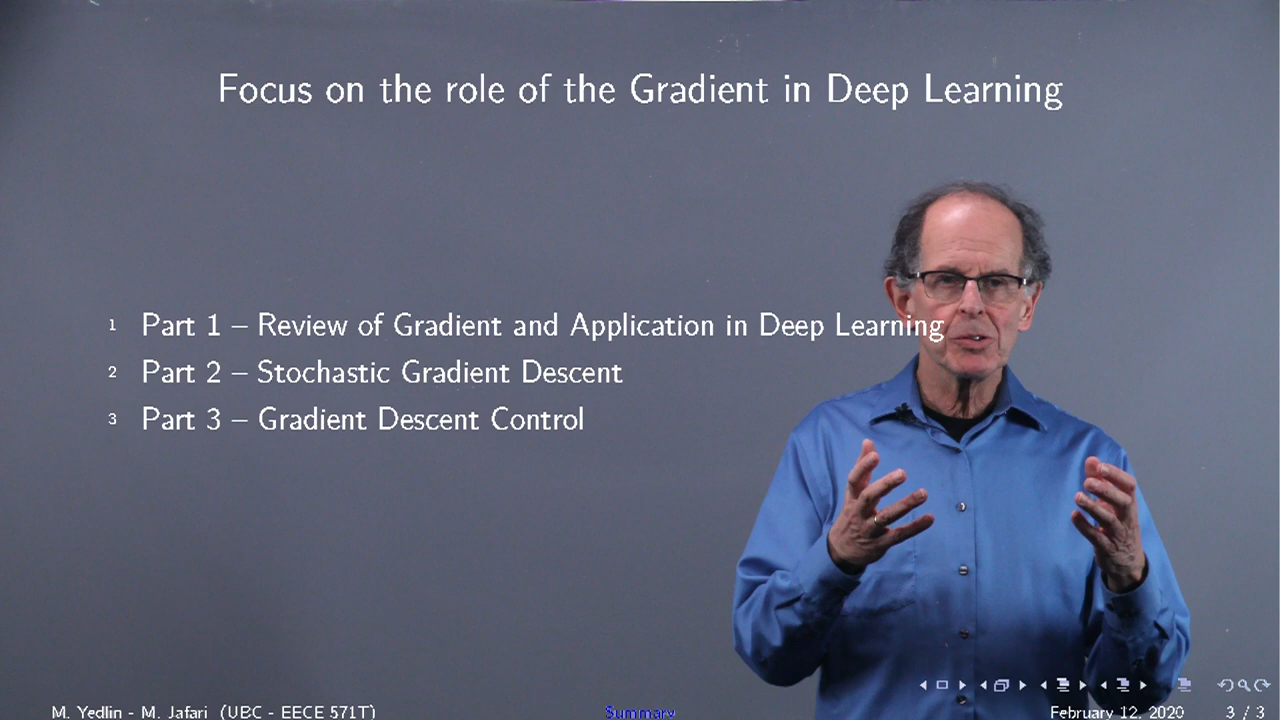 Focus on the role of the Gradient in Deep Learning
1 Part 1 – Review of Gradient and Application in Deep Learning
2 Part 2 – Stochastic Gradient Descent
3 Part 3 – Gradient Descent Control
M. Yedlin - M. Jafari (UBC - EECE 571T) Summary February 12, 2020 3 / 3